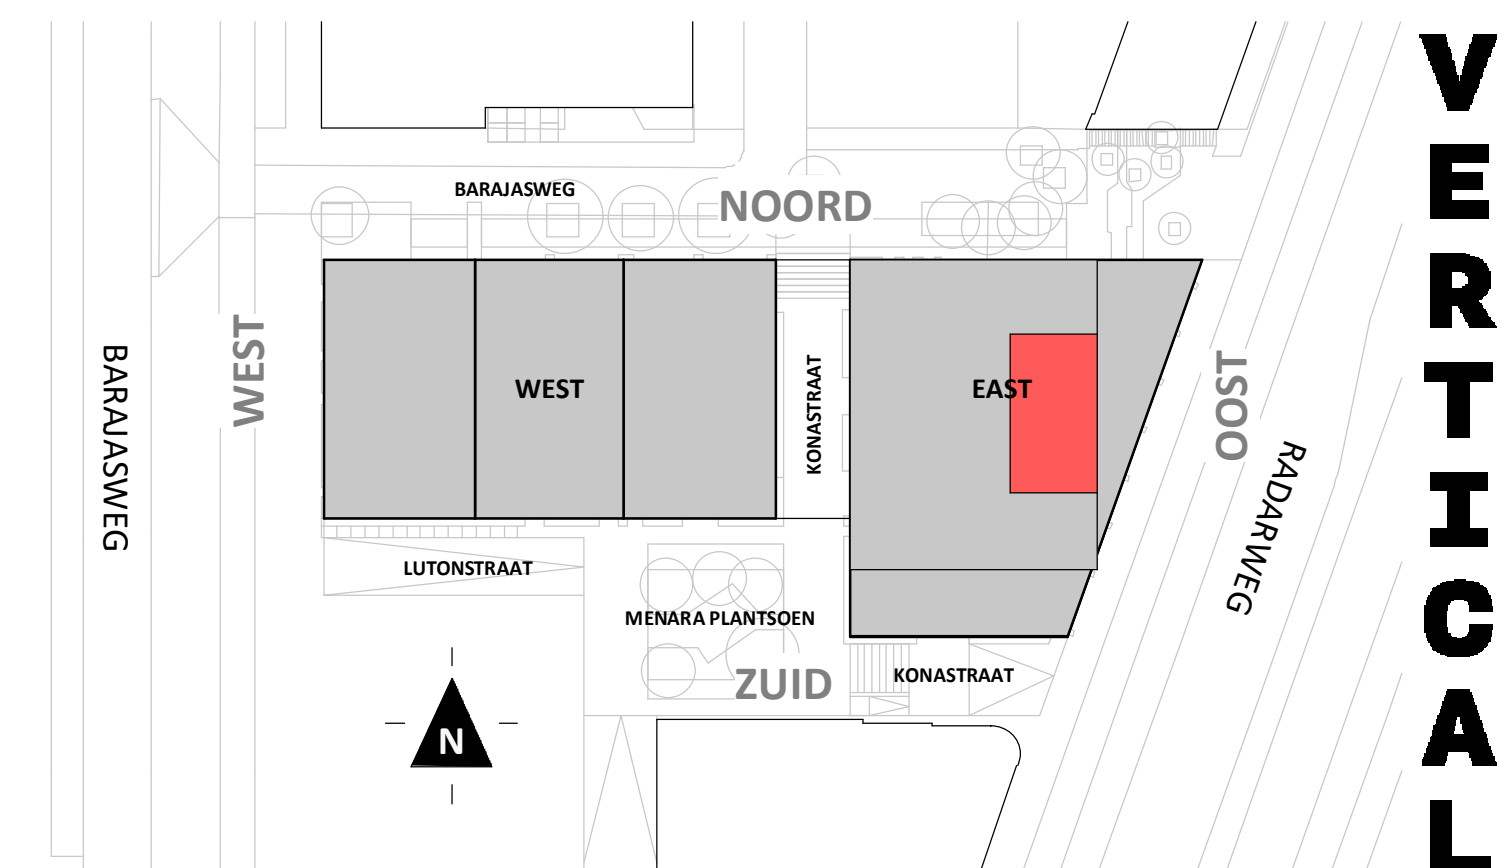 BARAJASWEG
NOORD
WEST
BARAJASWEG
WEST
KONASTRAAT
EAST
OOST
RADARWEG
LUTONSTRAAT
MENARA PLANTSOEN
ZUID
KONASTRAAT
N
VERTICAL